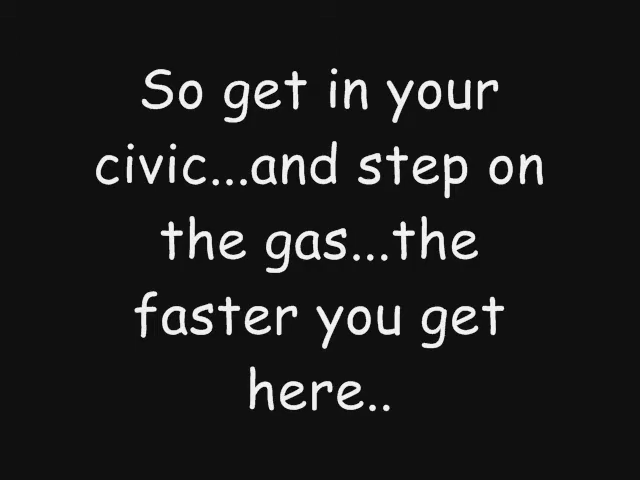 So get in your
civic...and step on
the gas...the
faster you get
here..